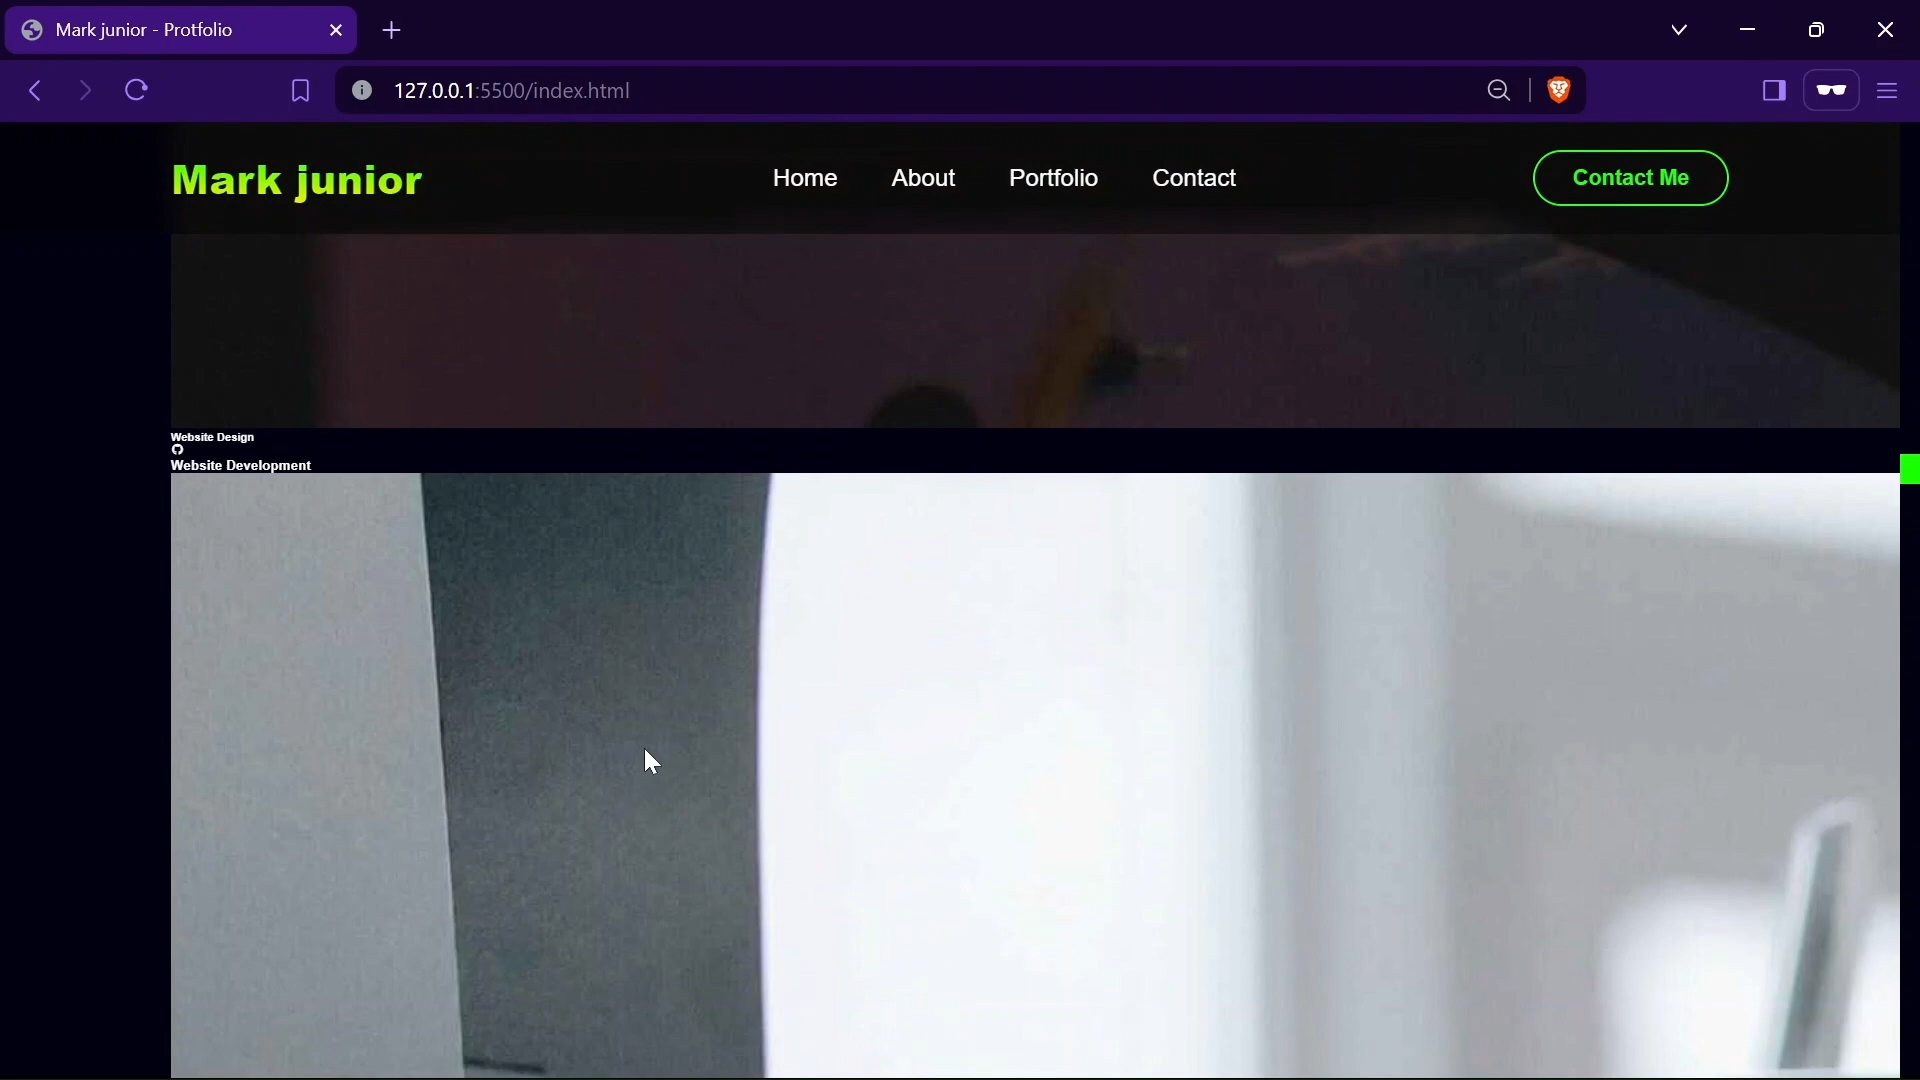 Mark junior - Protfolio
127.0.0.1:5500/index.html
Mark junior
Home About Portfolio Contact Contact Me
Website Design
Website Development